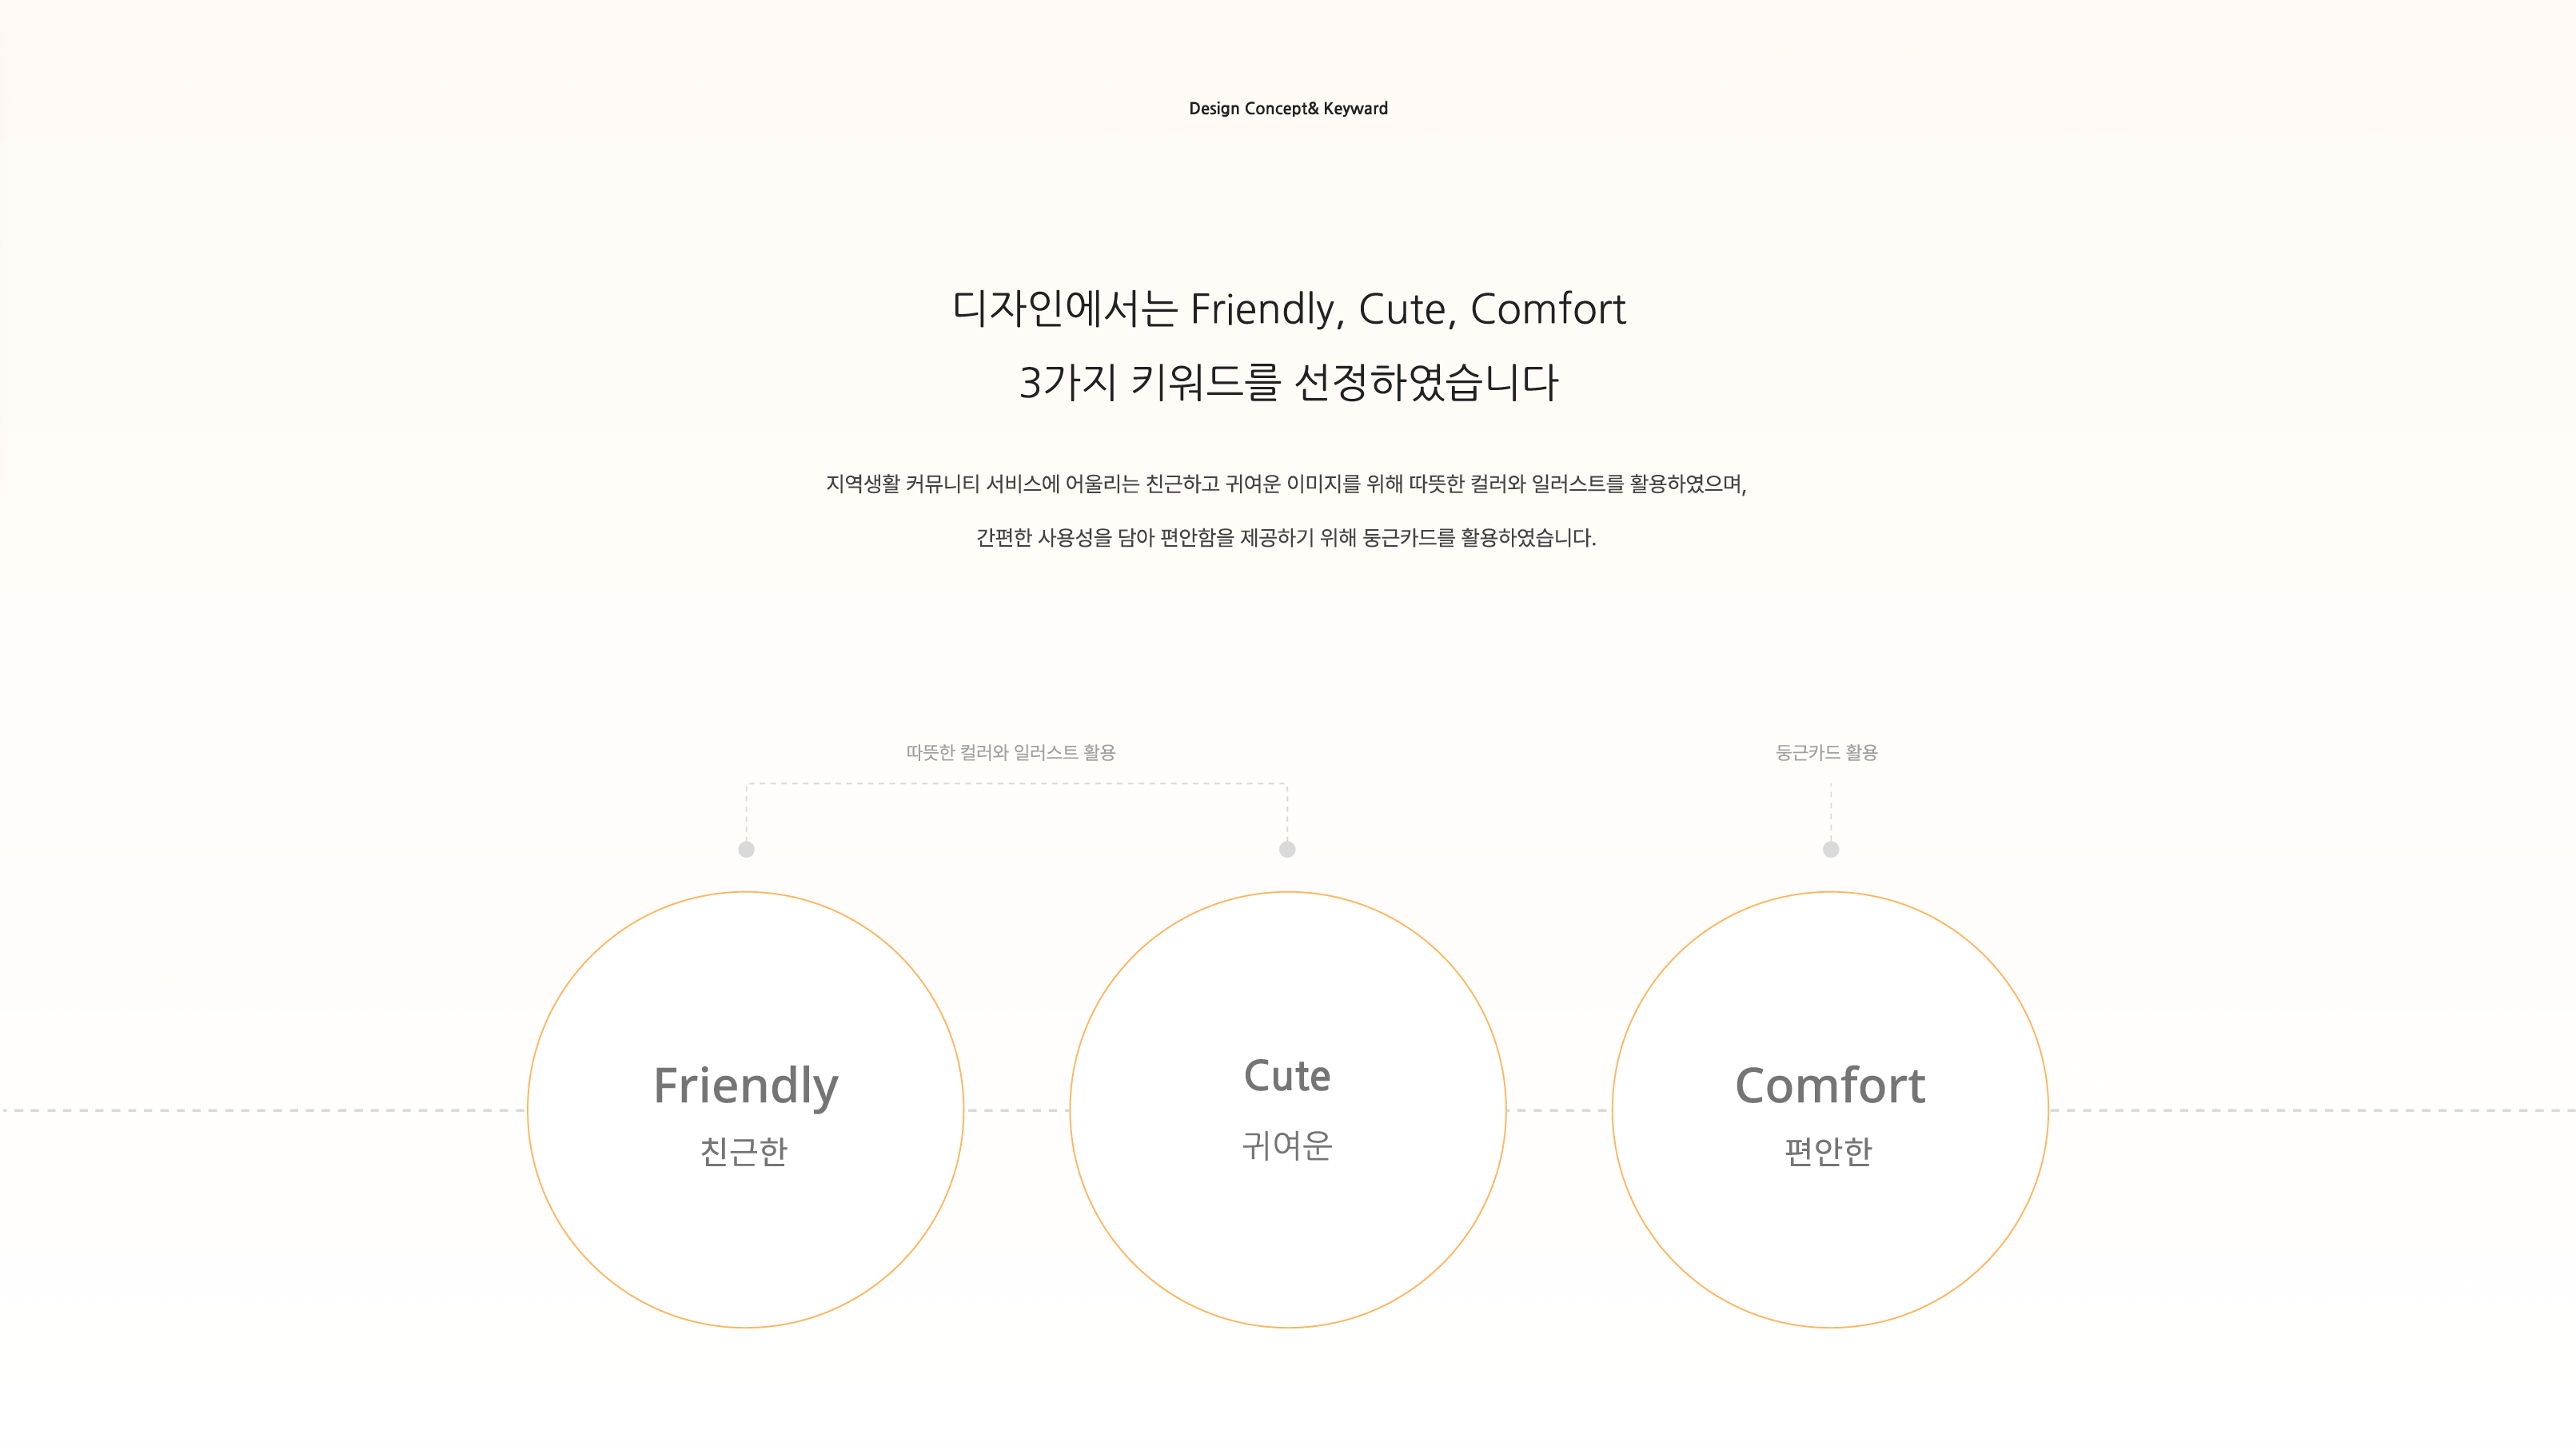 Design Concept& Keyward
디자인에서는 Friendly, Cute, Comfort
3가지 키워드를 선정하였습니다
지역생활 커뮤니티 서비스에 어울리는 친근하고 귀여운 이미지를 위해 따뜻한 컬러와 일러스트를 활용하였으며,
간편한 사용성을 담아 편안함을 제공하기 위해 둥근카드를 활용하였습니다.
따뜻한 컬러와 일러스트 활용
둥근카드 활용
Friendly
친근한
Cute
귀여운
Comfort
편안한